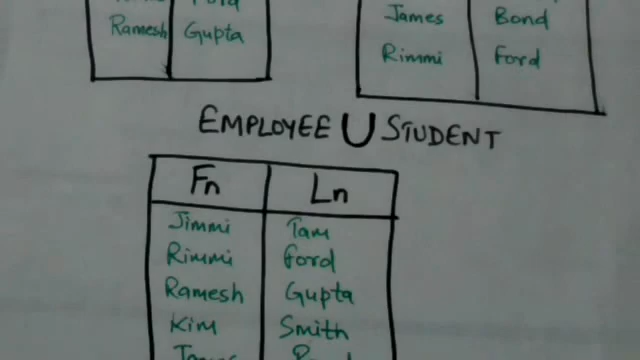 Ramesh Gupta
James Bond
Rimmi Ford
EMPLOYEE ∪ STUDENT
Fn Ln
Jimmi Tam
Rimmi Ford
Ramesh Gupta
Kim Smith